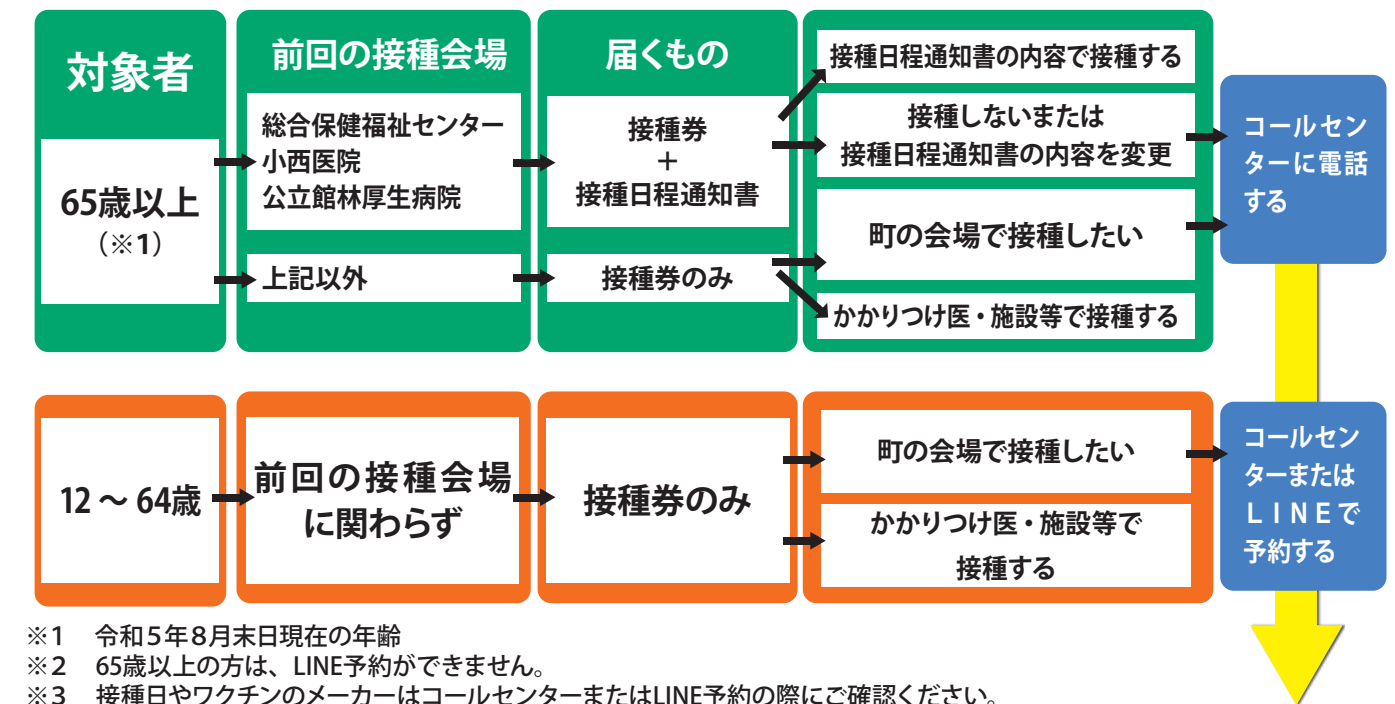 対象者
65歳以上
（※1）
前回の接種会場
総合保健福祉センター
小西医院
公立館林厚生病院
上記以外
届くもの
接種券
＋
接種日程通知書
接種券のみ
接種日程通知書の内容で接種する
接種しないまたは
接種日程通知書の内容を変更
町の会場で接種したい
かかりつけ医・施設等で接種する
コールセン
ターに電話
する
12 ～ 64歳
前回の接種会場
に関わらず
接種券のみ
町の会場で接種したい
かかりつけ医・施設等で
接種する
コールセン
ターまたは
ＬＩＮＥで
予約する
※1　令和５年８月末日現在の年齢
※２　65歳以上の方は、LINE予約ができません。
※３　接種日やワクチンのメーカーはコールセンターまたはLINE予約の際にご確認ください。